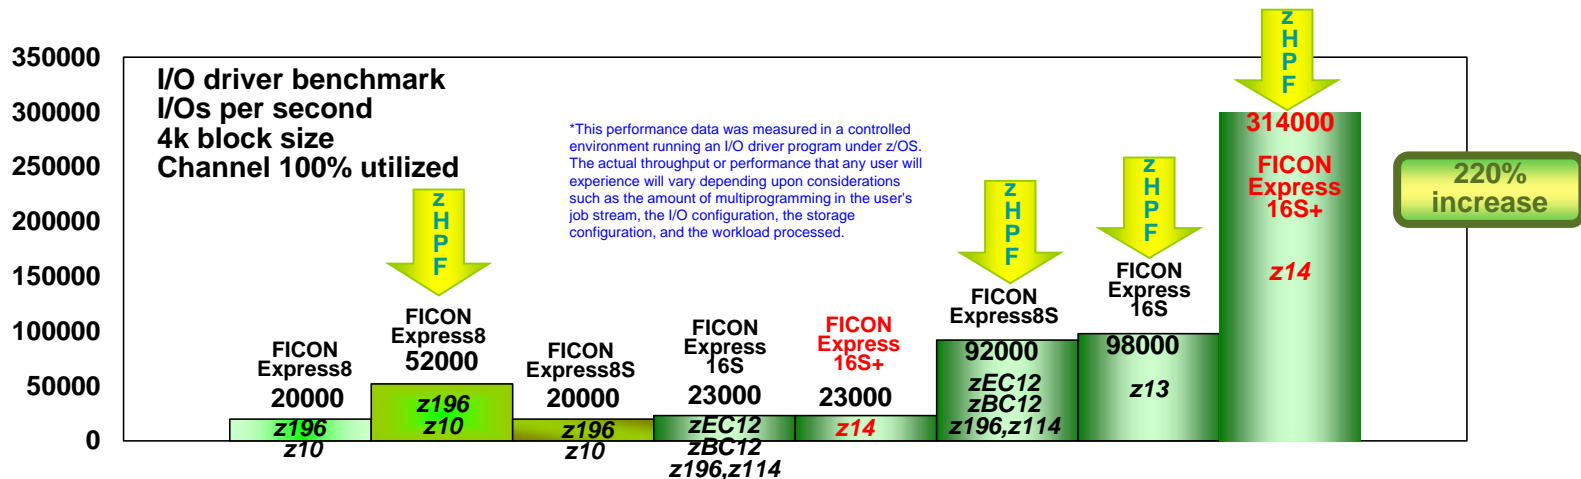 350000
300000
250000
200000
150000
100000
50000
0
I/O driver benchmark
I/Os per second
4k block size
Channel 100% utilized
*This performance data was measured in a controlled
environment running an I/O driver program under z/OS.
The actual throughput or performance that any user will
experience will vary depending upon considerations
such as the amount of multiprogramming in the user's
job stream, the I/O configuration, the storage
configuration, and the workload processed.
FICON
Express8
20000
z196
z10
z
H
P
F
FICON
Express8
52000
z196
z10
FICON
Express8S
20000
z196
z10
FICON
Express
16S
23000
zEC12
zBC12
z196,z114
FICON
Express
16S+
23000
z14
z
H
P
F
FICON
Express8S
92000
zEC12
zBC12
z196,z114
z
H
P
F
FICON
Express
16S
98000
z13
z
H
P
F
314000
FICON
Express
16S+
z14
220%
increase